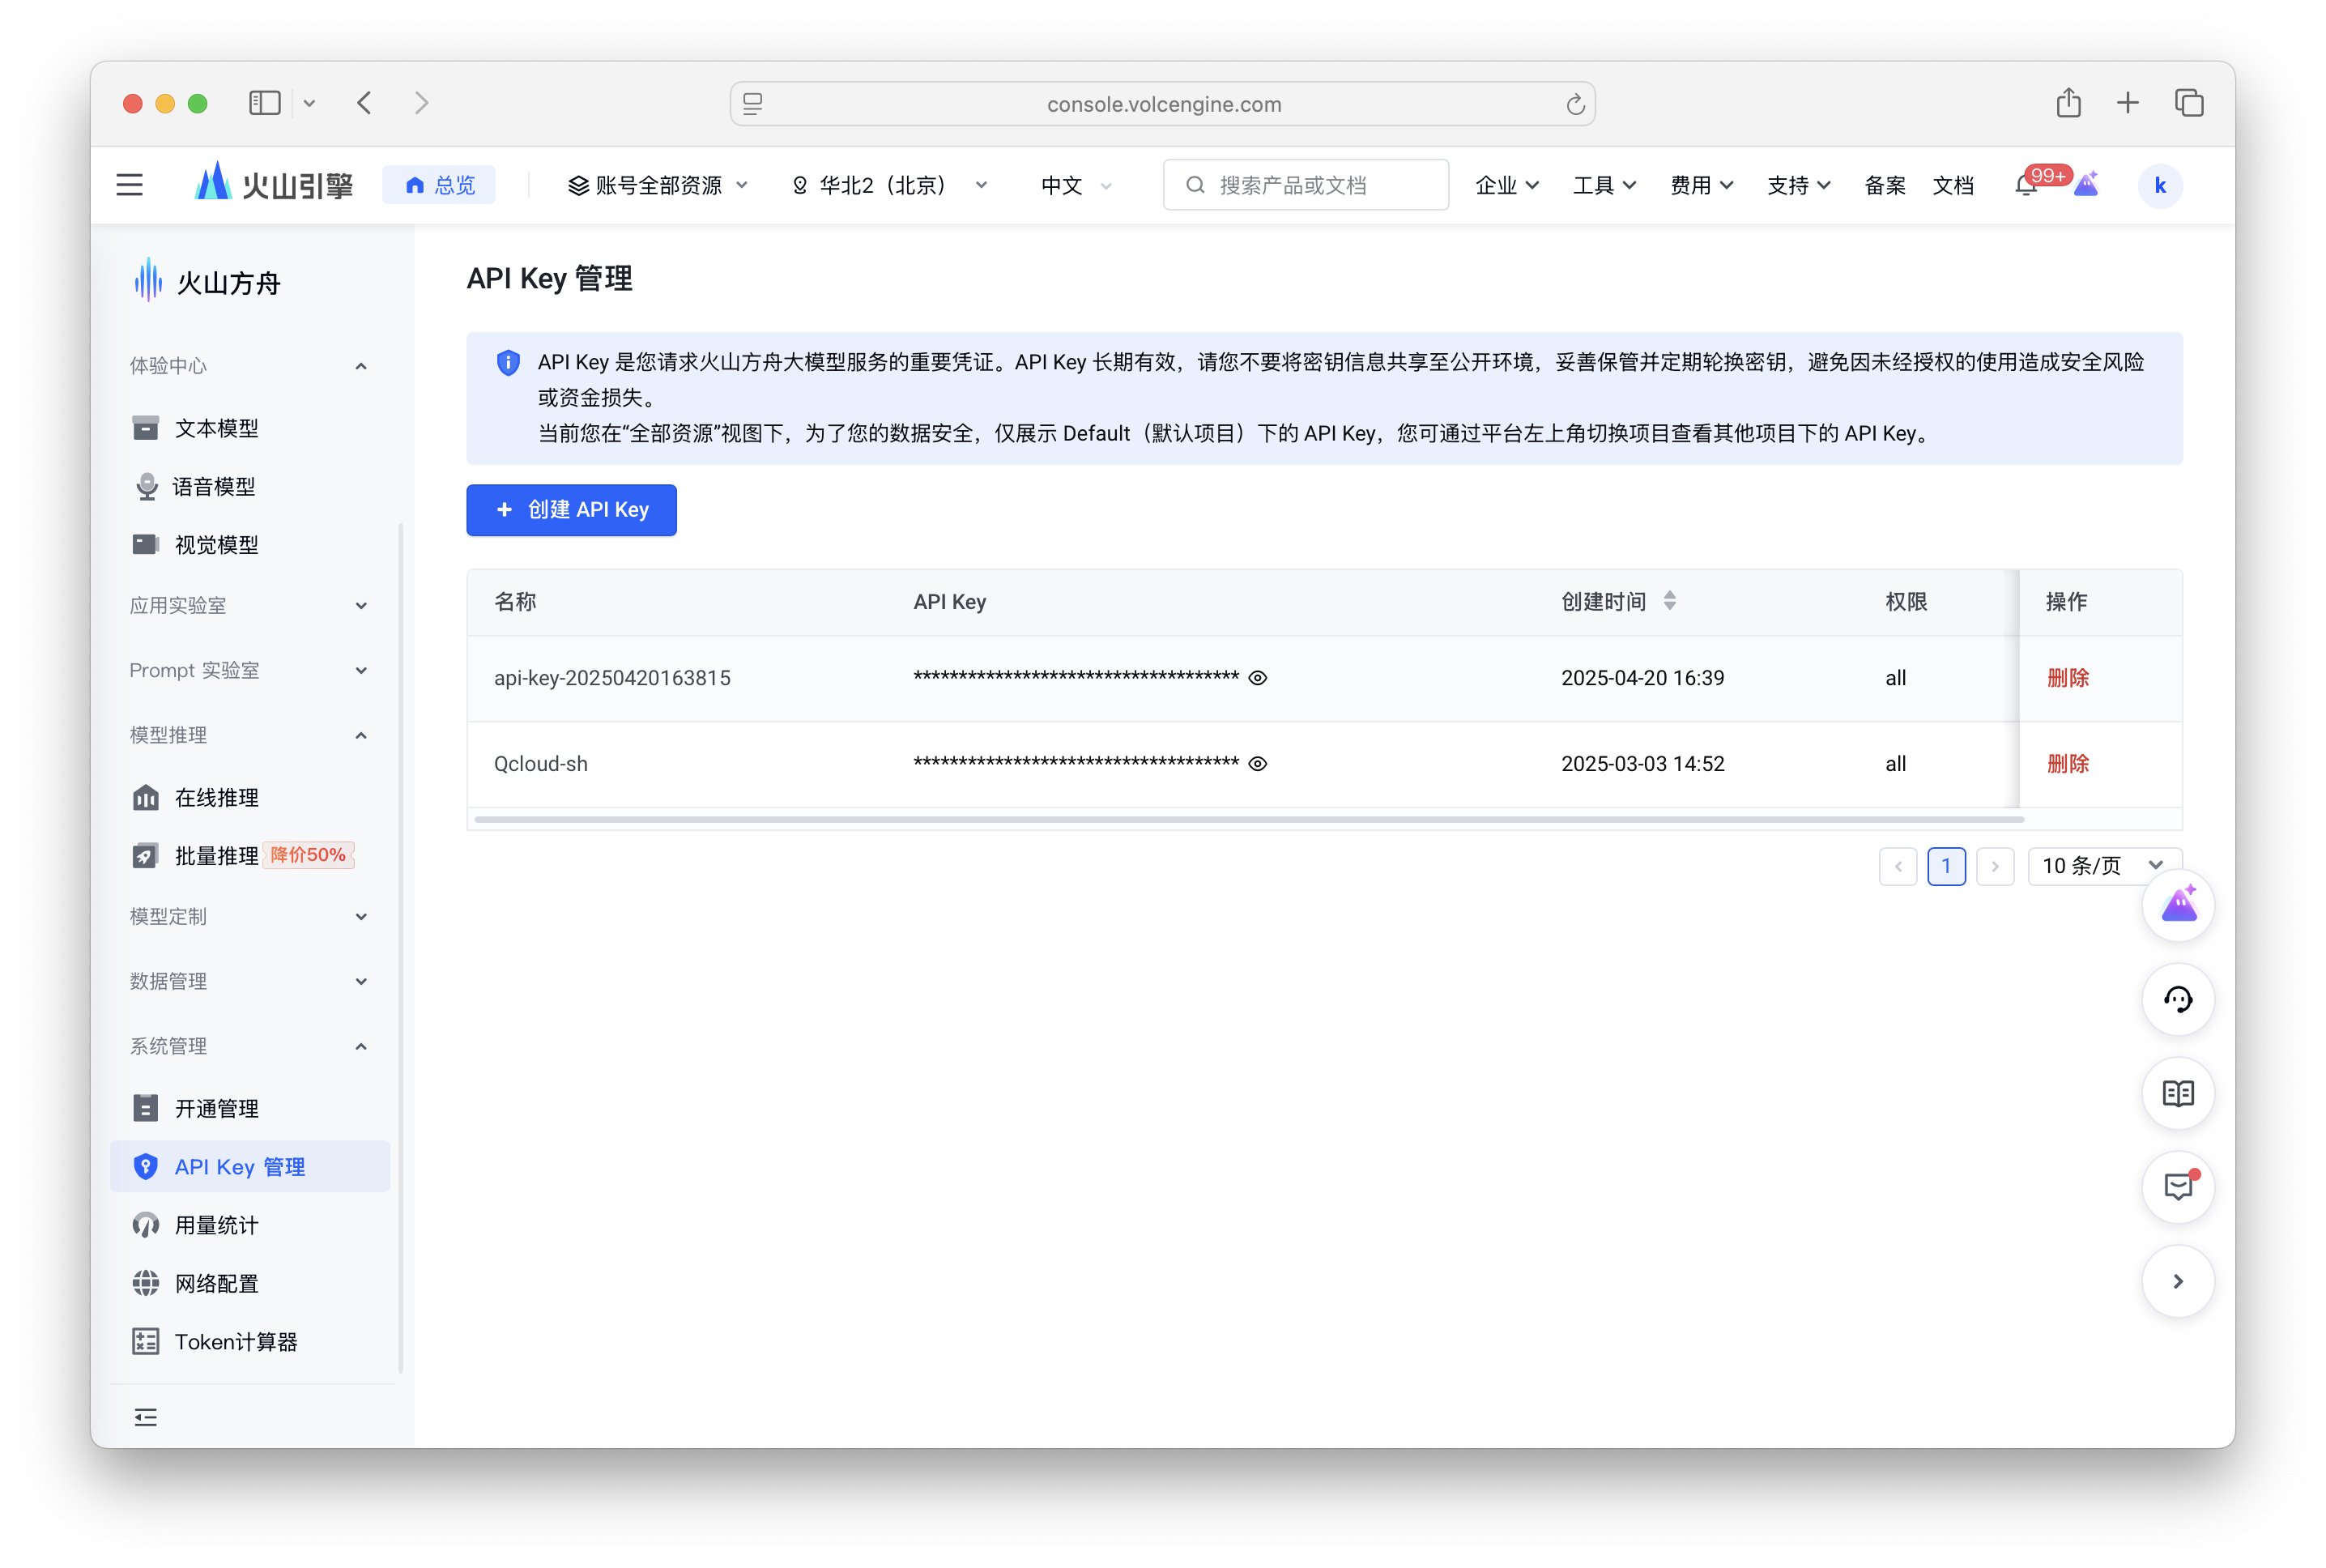 console.volcengine.com
火山引擎
总览
账号全部资源
华北2（北京）
中文
搜索产品或文档
企业
工具
费用
支持
备案
文档
99+
k
火山方舟
体验中心
文本模型
语音模型
视觉模型
应用实验室
Prompt 实验室
模型推理
在线推理
批量推理 降价50%
模型定制
数据管理
系统管理
开通管理
API Key 管理
用量统计
网络配置
Token计算器
API Key 管理
API Key 是您请求火山方舟大模型服务的重要凭证。API Key 长期有效，请您不要将密钥信息共享至公开环境，妥善保管并定期轮换密钥，避免因未经授权的使用造成安全风险
或资金损失。
当前您在“全部资源”视图下，为了您的数据安全，仅展示 Default（默认项目）下的 API Key，您可通过平台左上角切换项目查看其他项目下的 API Key。
+ 创建 API Key
名称 API Key 创建时间 权限 操作
api-key-20250420163815 ************************************ 2025-04-20 16:39 all 删除
Qcloud-sh ************************************ 2025-03-03 14:52 all 删除
1
10 条/页